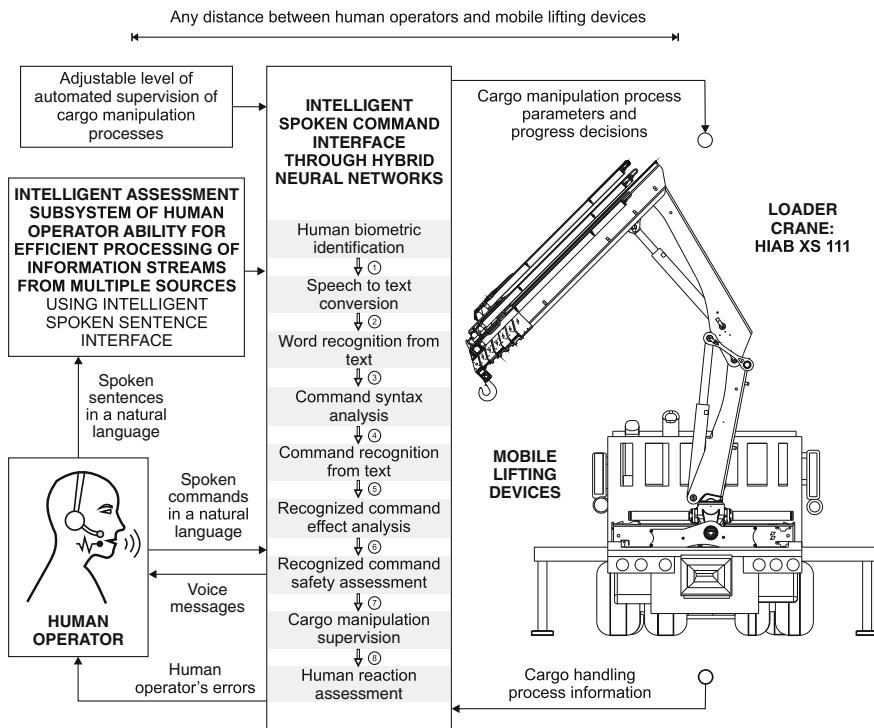 Any distance between human operators and mobile lifting devices
Adjustable level of
automated supervision of
cargo manipulation
processes
INTELLIGENT
SPOKEN COMMAND
INTERFACE
THROUGH HYBRID
NEURAL NETWORKS
Cargo manipulation process
parameters and
progress decisions
INTELLIGENT ASSESSMENT
SUBSYSTEM OF HUMAN
OPERATOR ABILITY FOR
EFFICIENT PROCESSING OF
INFORMATION STREAMS
FROM MULTIPLE SOURCES
USING INTELLIGENT
SPOKEN SENTENCE
INTERFACE
LOADER
CRANE:
HIAB XS 111
Human biometric
identification
1
Speech to text
conversion
2
Word recognition from
text
3
Command syntax
analysis
4
Command recognition
from text
5
Recognized command
effect analysis
6
Recognized command
safety assessment
7
Cargo manipulation
supervision
8
Human reaction
assessment
Spoken
sentences
in a natural
language
Spoken
commands
in a natural
language
MOBILE
LIFTING
DEVICES
Voice
messages
HUMAN
OPERATOR
Human
operator's errors
Cargo handling
process information